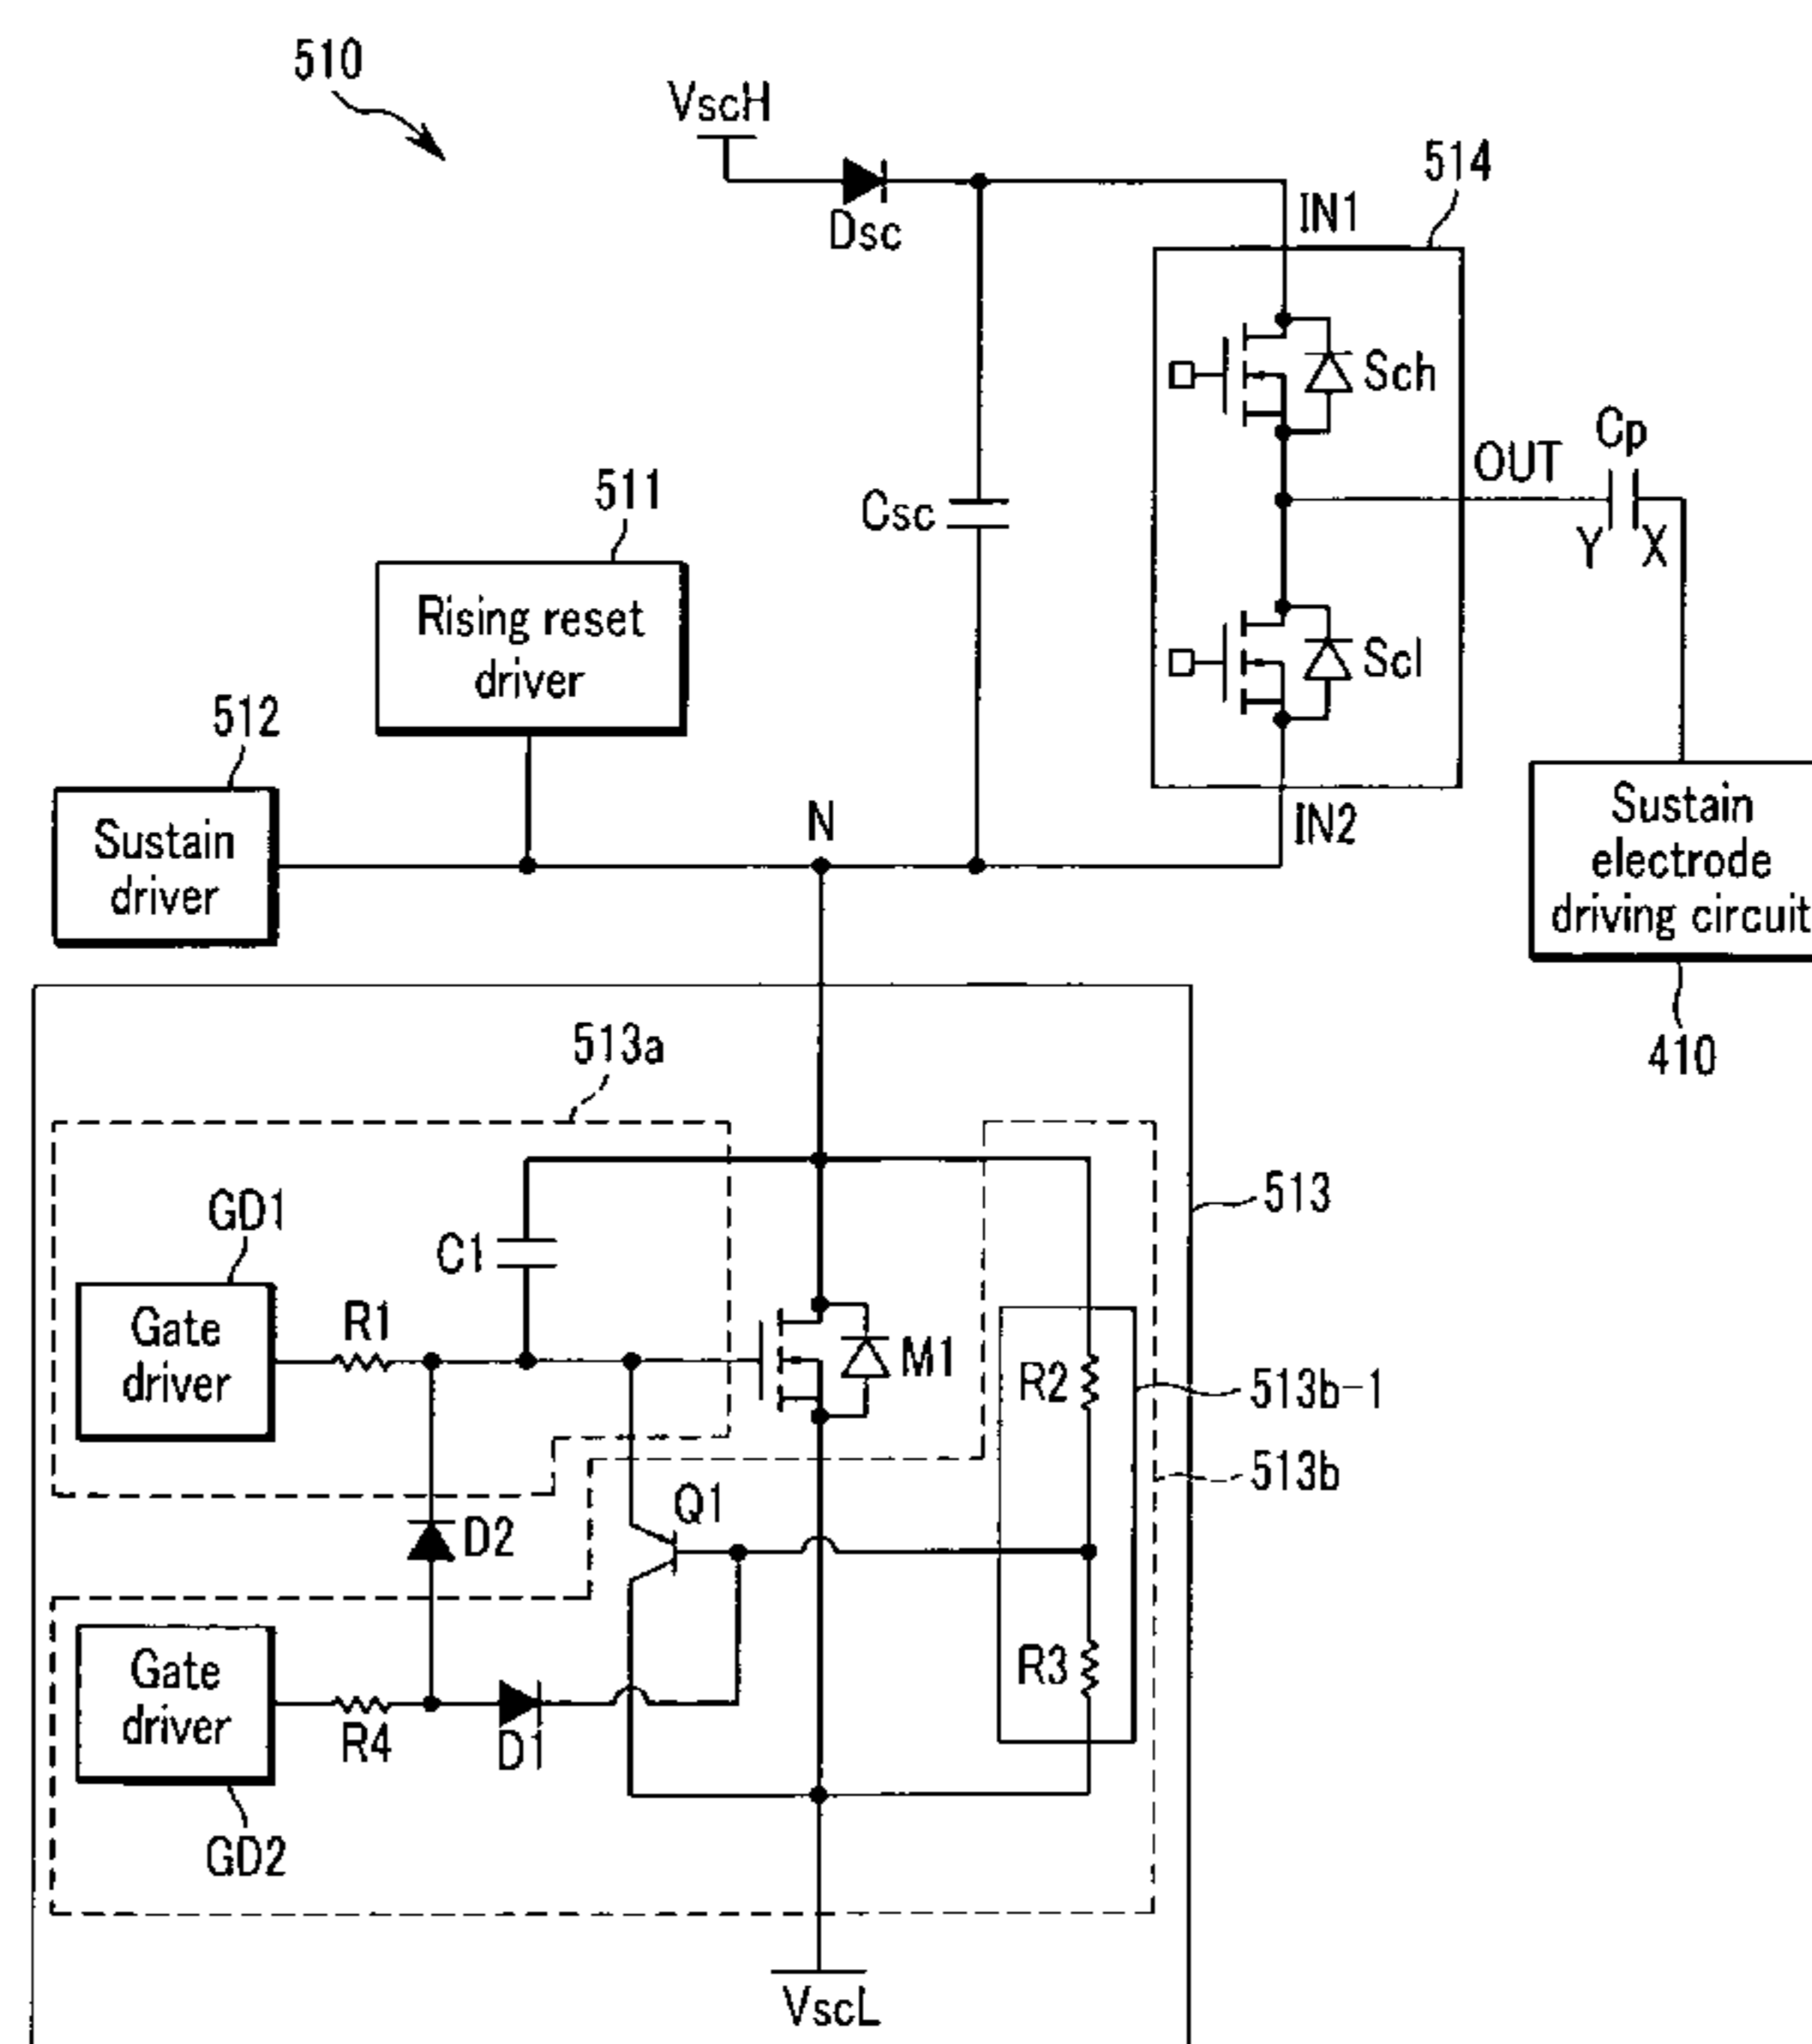 510
VscH
Dsc
514
IN1
Sch
Cp
OUT
Y
X
Csc
511
Rising reset
driver
Scl
512
Sustain
driver
N
IN2
Sustain
electrode
driving circuit
410
513a
513
GD1
C1
Gate
driver
R1
M1
R2
513b-1
513b
Q1
D2
Gate
driver
R4
D1
R3
GD2
VscL